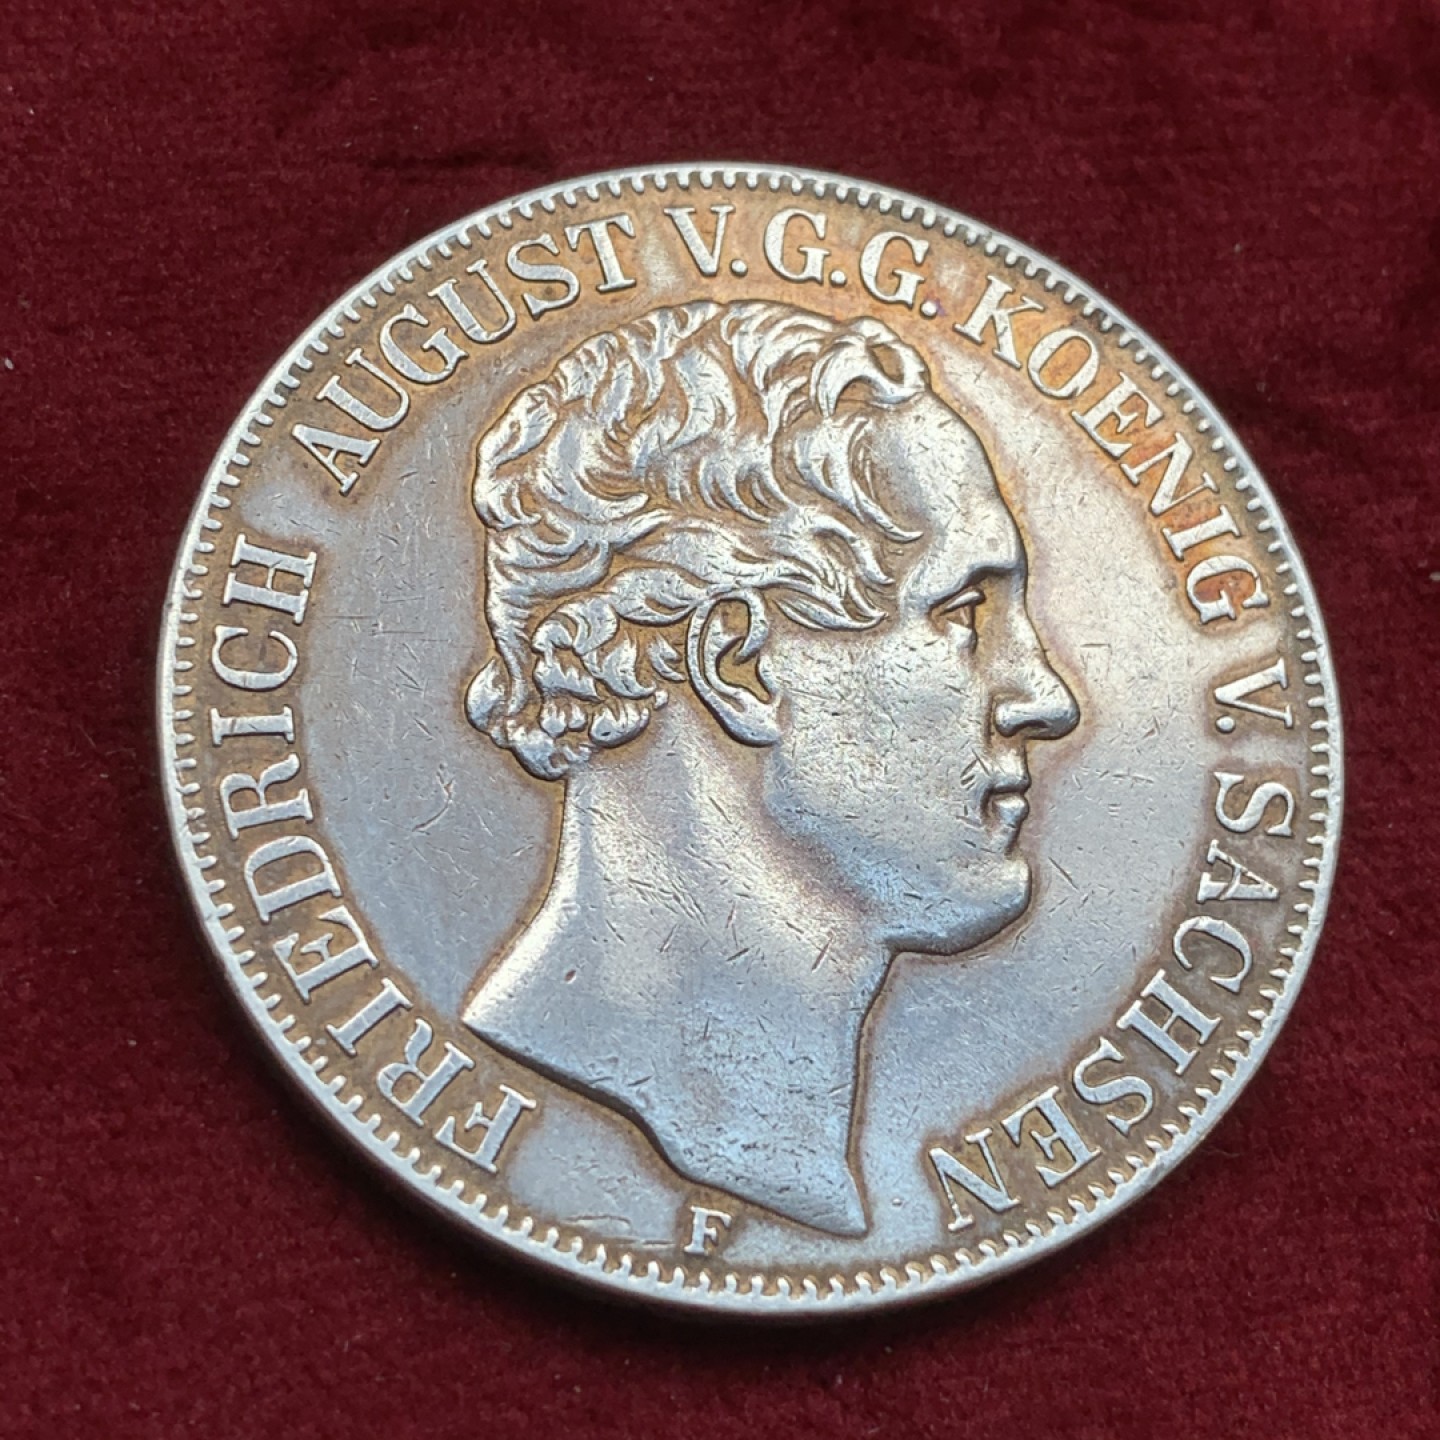 FRIEDRICH AUGUST V. G. G. KOENIG V. SACHSEN
F